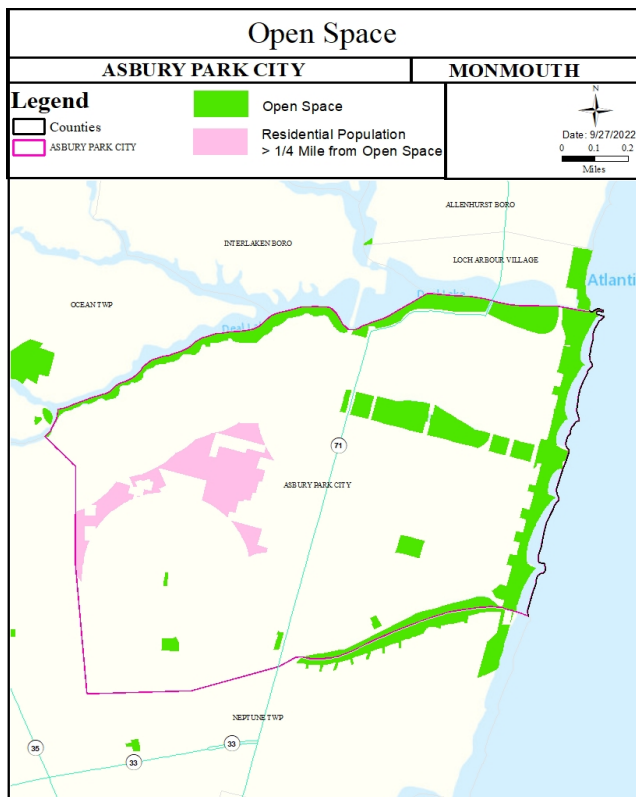 Open Space
ASBURY PARK CITY
MONMOUTH
Legend
Counties
ASBURY PARK CITY
Open Space
Residential Population
> 1/4 Mile from Open Space
N
Date: 9/27/2022
0 0.1 0.2
Miles
ALLENHURST BORO
INTERLAKEN BORO
LOCH ARBOUR VILLAGE
Atlanti
OCEAN TWP
71
ASBURY PARK CITY
NEPTUNE TWP
35
33
33